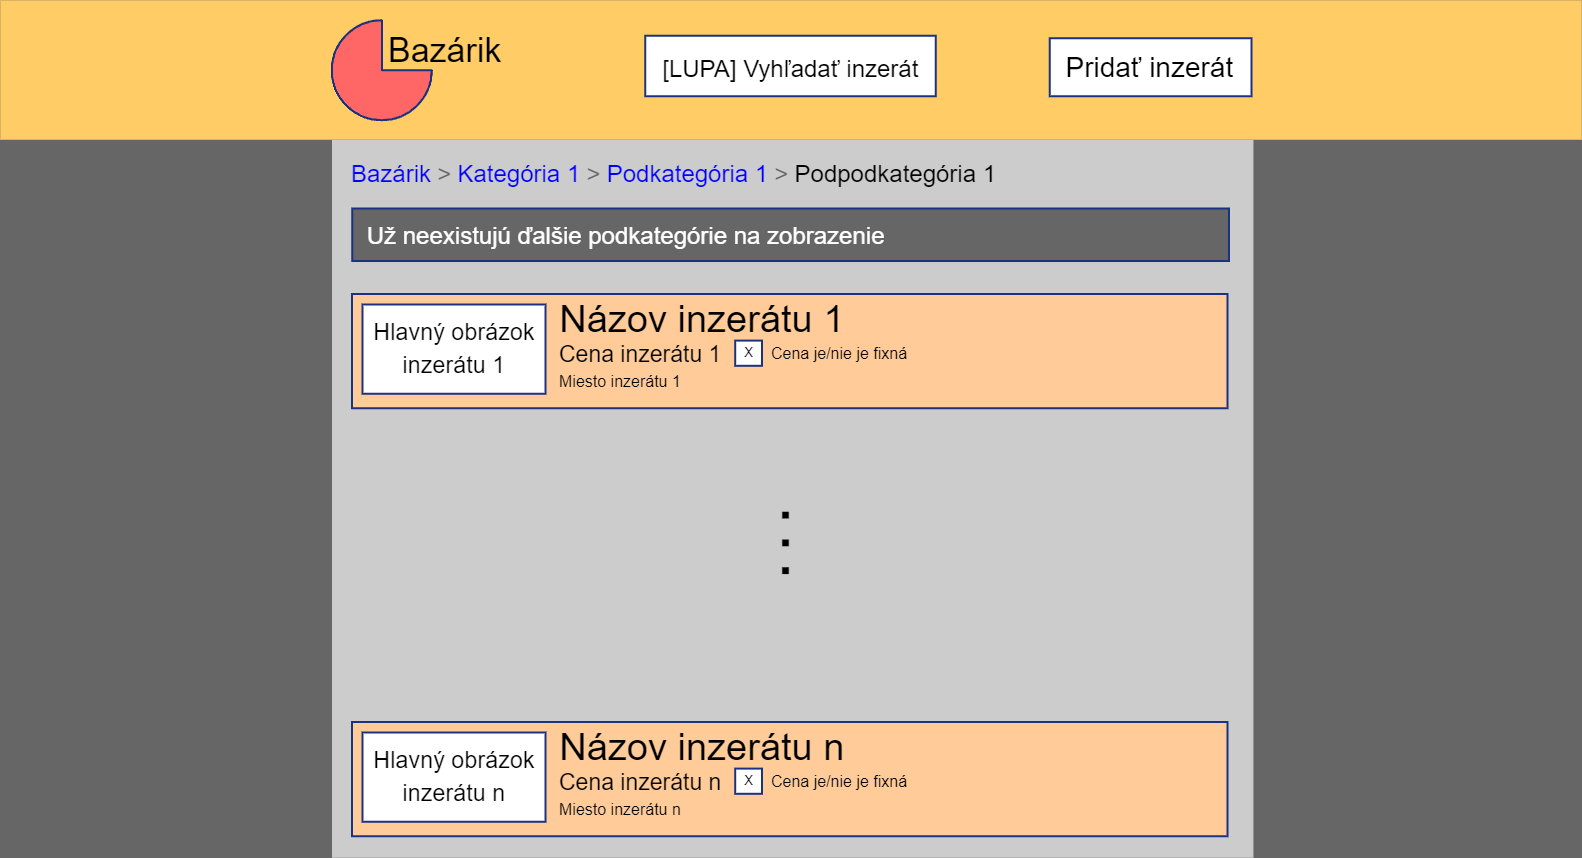 Bazárik
[LUPA] Vyhľadať inzerát
Pridať inzerát
Bazárik > Kategória 1 > Podkategória 1 > Podpodkategória 1
Už neexistujú ďalšie podkategórie na zobrazenie
Hlavný obrázok
inzerátu 1
Názov inzerátu 1
Cena inzerátu 1
X
Cena je/nie je fixná
Miesto inzerátu 1
Hlavný obrázok
inzerátu n
Názov inzerátu n
Cena inzerátu n
X
Cena je/nie je fixná
Miesto inzerátu n